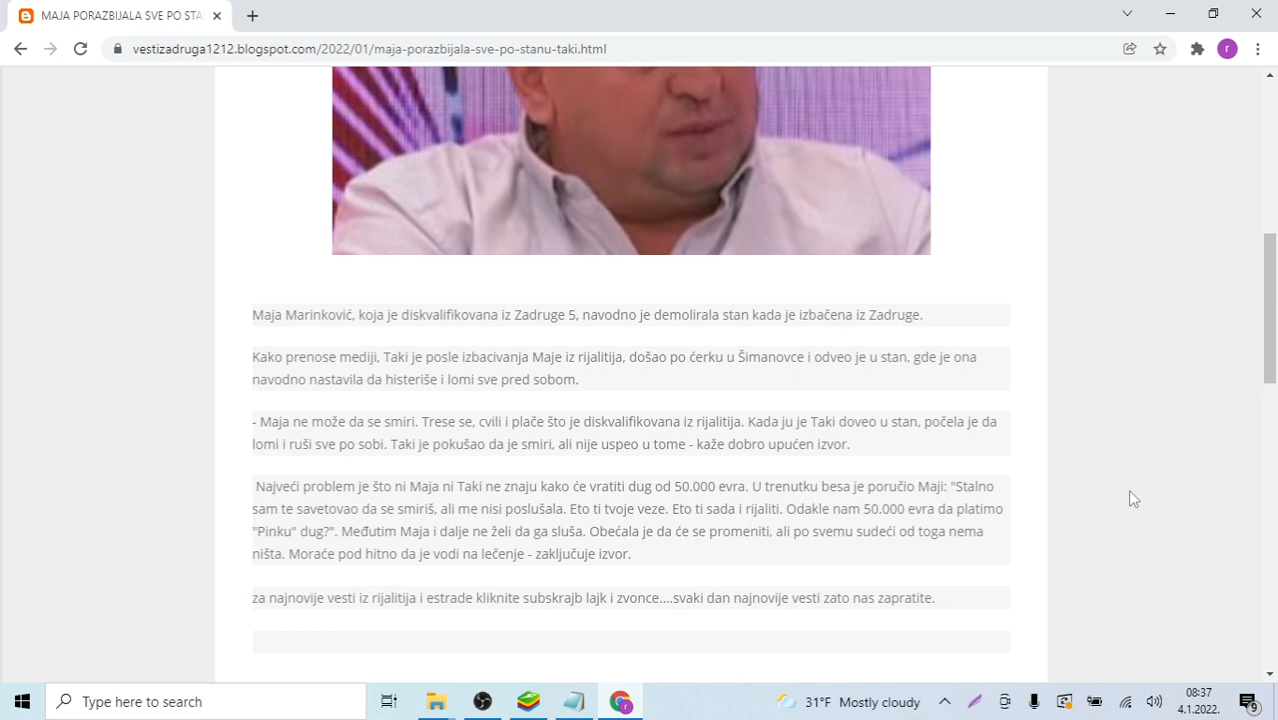 MAJA PORAZBIJALA SVE PO STA
vestizadruga1212.blogspot.com/2022/01/maja-porazbijala-sve-po-stanu-taki.html
r
Maja Marinković, koja je diskvalifikovana iz Zadruge 5, navodno je demolirala stan kada je izbačena iz Zadruge.
Kako prenose mediji, Taki je posle izbacivanja Maje iz rijalitija, došao po ćerku u Šimanovce i odveo je u stan, gde je ona
navodno nastavila da histeriše i lomi sve pred sobom.
- Maja ne može da se smiri. Trese se, cvili i plače što je diskvalifikovana iz rijalitija. Kada ju je Taki doveo u stan, počela je da
lomi i ruši sve po sobi. Taki je pokušao da je smiri, ali nije uspeo u tome - kaže dobro upućen izvor.
Najveći problem je što ni Maja ni Taki ne znaju kako će vratiti dug od 50.000 evra. U trenutku besa je poručio Maji: "Stalno
sam te savetovao da se smiriš, ali me nisi poslušala. Eto ti tvoje veze. Eto ti sada i rijaliti. Odakle nam 50.000 evra da platimo
"Pinku" dug?". Međutim Maja i dalje ne želi da ga sluša. Obećala je da će se promeniti, ali po svemu sudeći od toga nema
ništa. Moraće pod hitno da je vodi na lečenje - zaključuje izvor.
za najnovije vesti iz rijalitija i estrade kliknite subskrajb lajk i zvonce....svaki dan najnovije vesti zato nas zapratite.
Type here to search
r
31°F Mostly cloudy
08:37
4.1.2022.
9